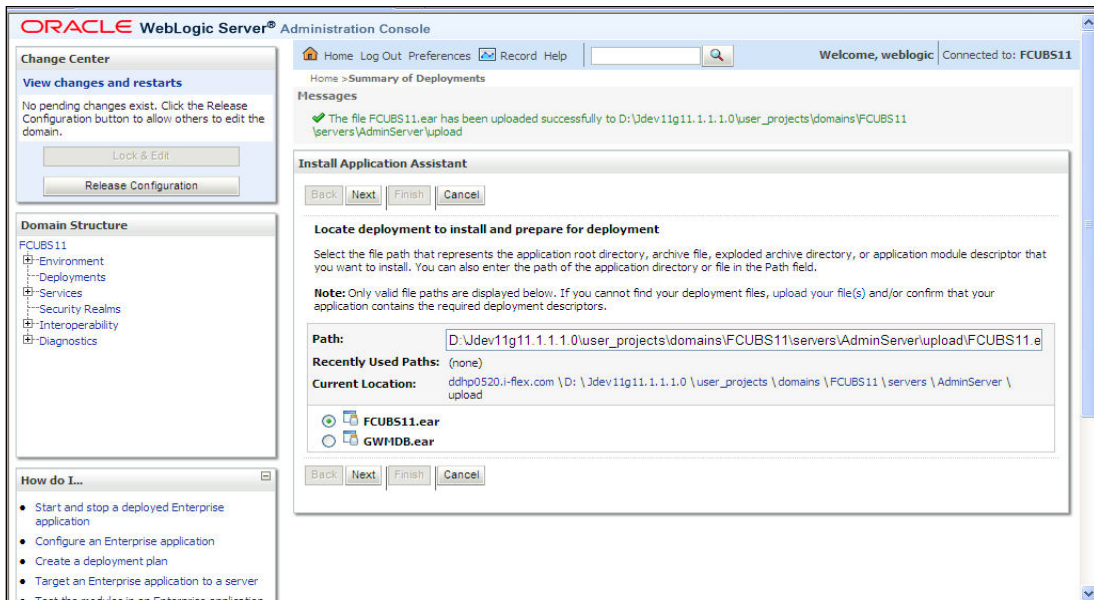 ORACLE WebLogic Server® Administration Console
Change Center
View changes and restarts
No pending changes exist. Click the Release
Configuration button to allow others to edit the
domain.
Lock & Edit
Release Configuration
Domain Structure
FCUBS11
Environment
Deployments
Services
Security Realms
Interoperability
Diagnostics
How do I...
Start and stop a deployed Enterprise
application
Configure an Enterprise application
Create a deployment plan
Target an Enterprise application to a server
Test the modules in an Enterprise application
Home Log Out Preferences Record Help
Welcome, weblogic Connected to: FCUBS11
Home >Summary of Deployments
Messages
The file FCUBS11.ear has been uploaded successfully to D:\Jdev11g11.1.1.1.0\user_projects\domains\FCUBS11
\servers\AdminServer\upload
Install Application Assistant
Back Next Finish Cancel
Locate deployment to install and prepare for deployment
Select the file path that represents the application root directory, archive file, exploded archive directory, or application module descriptor that
you want to install. You can also enter the path of the application directory or file in the Path field.
Note: Only valid file paths are displayed below. If you cannot find your deployment files, upload your file(s) and/or confirm that your
application contains the required deployment descriptors.
Path: D:\Jdev11g11.1.1.1.0\user_projects\domains\FCUBS11\servers\AdminServer\upload\FCUBS11.e
Recently Used Paths: (none)
Current Location: ddhp0520.i-flex.com \ D: \ Jdev11g11.1.1.1.0 \ user_projects \ domains \ FCUBS11 \ servers \ AdminServer \
upload
FCUBS11.ear
GWMDB.ear
Back Next Finish Cancel